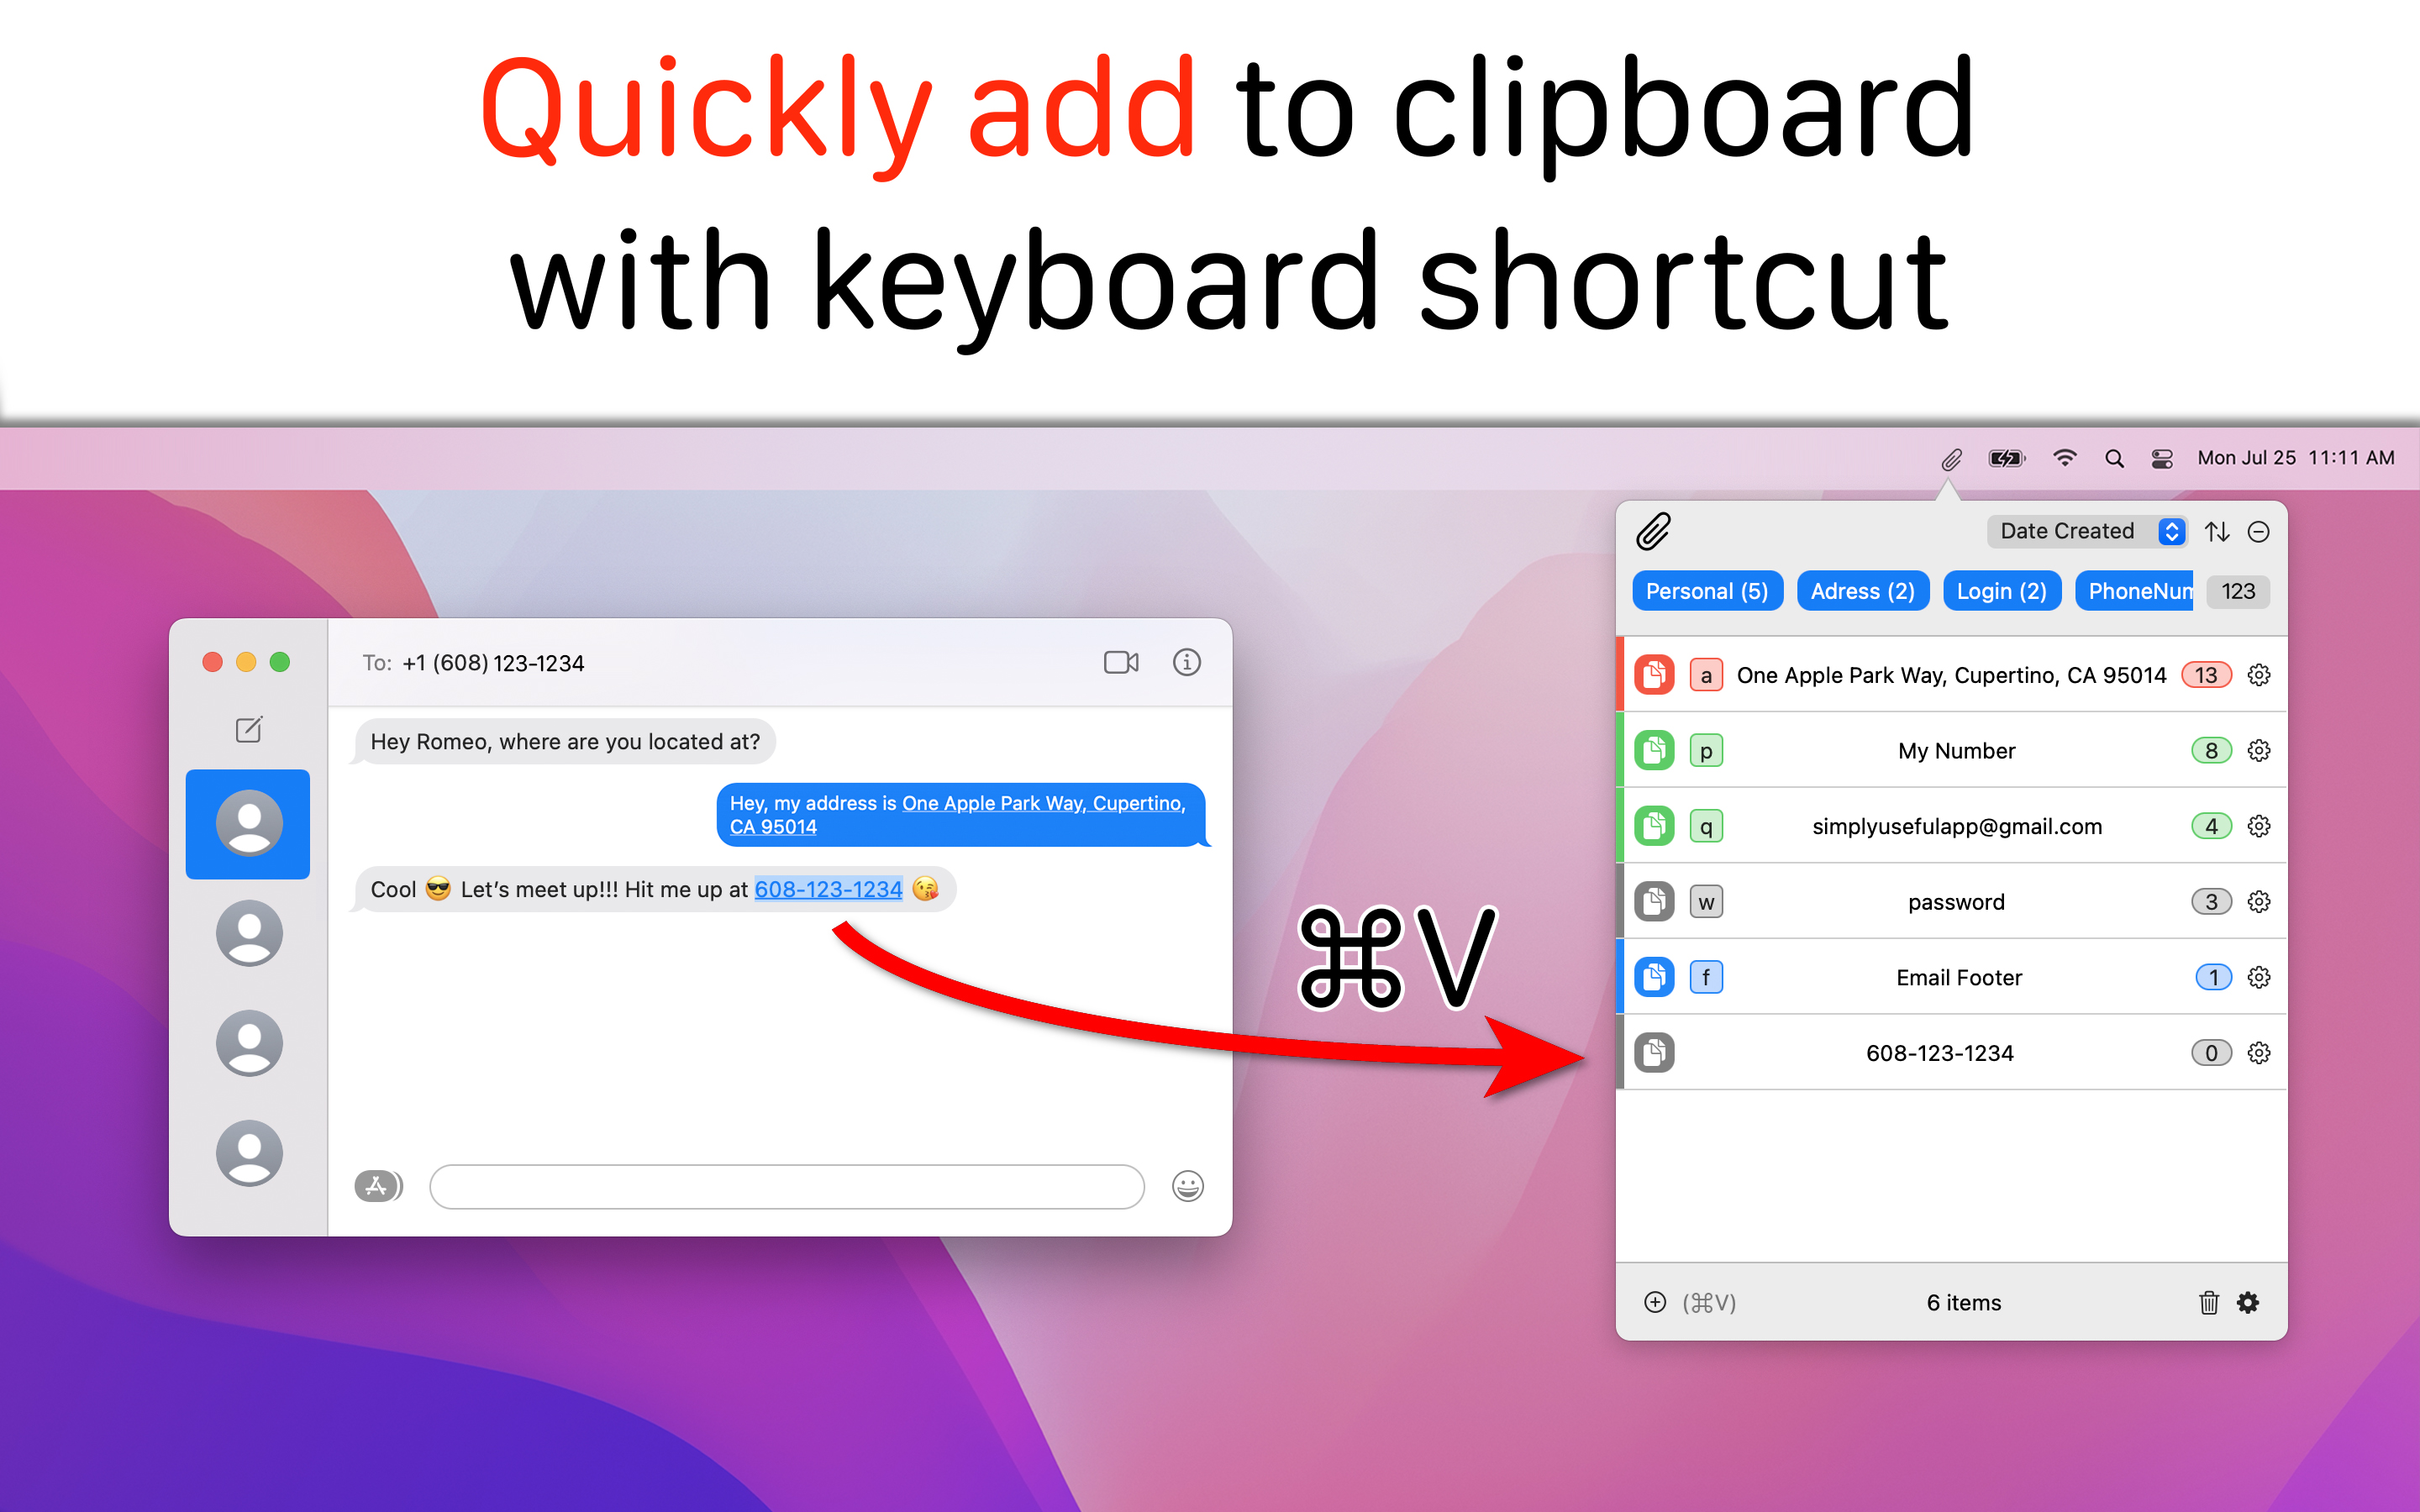 Quickly add to clipboard
with keyboard shortcut
Mon Jul 25 11:11 AM
Date Created
Personal (5) Adress (2) Login (2) PhoneNum 123
To: +1 (608) 123-1234
Hey Romeo, where are you located at?
Hey, my address is One Apple Park Way, Cupertino,
CA 95014
Cool 😎 Let’s meet up!!! Hit me up at 608-123-1234 😘
⌘V
a One Apple Park Way, Cupertino, CA 95014 13
p My Number 8
q simplyusefulapp@gmail.com 4
w password 3
f Email Footer 1
608-123-1234 0
(⌘V) 6 items